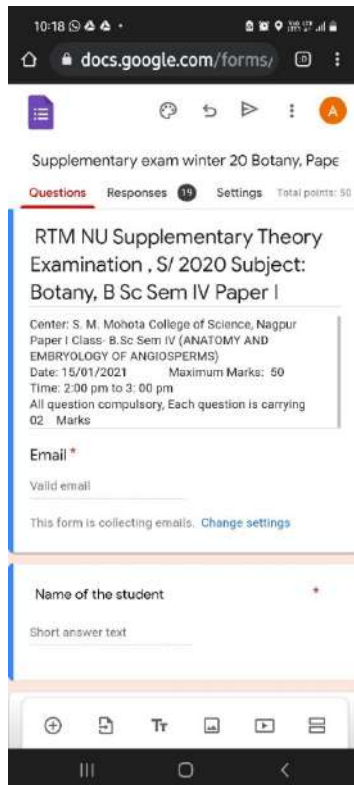 10:18
docs.google.com/forms/
A
Supplementary exam winter 20 Botany, Pape
Questions Responses 19 Settings Total points: 50
RTM NU Supplementary Theory
Examination , S/ 2020 Subject:
Botany, B Sc Sem IV Paper I
Center: S. M. Mohota College of Science, Nagpur
Paper I Class- B.Sc Sem IV (ANATOMY AND
EMBRYOLOGY OF ANGIOSPERMS)
Date: 15/01/2021 Maximum Marks: 50
Time: 2:00 pm to 3: 00 pm
All question compulsory, Each question is carrying
02 Marks
Email *
Valid email
This form is collecting emails. Change settings
Name of the student *
Short answer text
Tт